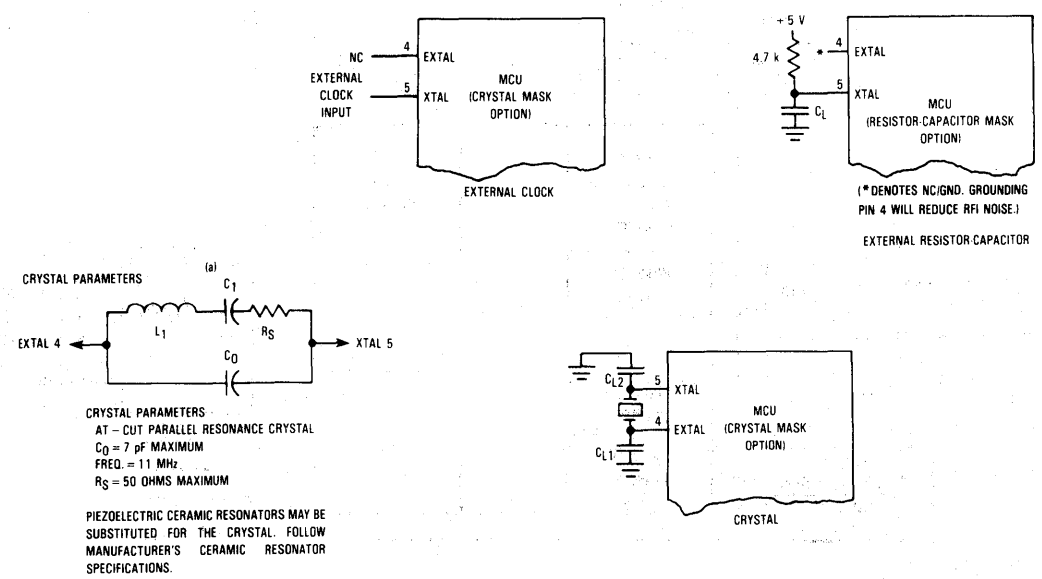 NC
4
EXTAL
EXTERNAL
CLOCK
INPUT
5
XTAL
MCU
(CRYSTAL MASK
OPTION)
EXTERNAL CLOCK
+ 5 V
4.7 k
*
4
EXTAL
5
XTAL
CL
MCU
(RESISTOR-CAPACITOR MASK
OPTION)
(* DENOTES NC/GND. GROUNDING
PIN 4 WILL REDUCE RFI NOISE.)
EXTERNAL RESISTOR-CAPACITOR
CRYSTAL PARAMETERS
(a)
C1
L1
RS
EXTAL 4
XTAL 5
C0
CRYSTAL PARAMETERS
AT – CUT PARALLEL RESONANCE CRYSTAL
C0 = 7 pF MAXIMUM
FREQ. = 11 MHz
RS = 50 OHMS MAXIMUM
PIEZOELECTRIC CERAMIC RESONATORS MAY BE
SUBSTITUTED FOR THE CRYSTAL. FOLLOW
MANUFACTURER'S CERAMIC RESONATOR
SPECIFICATIONS.
CL2
5
XTAL
4
EXTAL
CL1
MCU
(CRYSTAL MASK
OPTION)
CRYSTAL